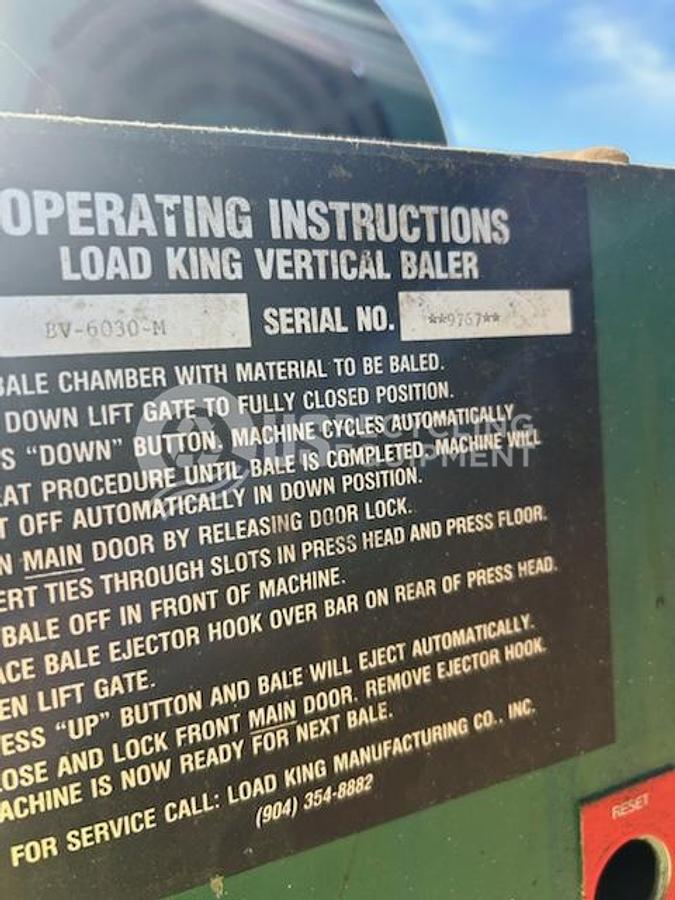 OPERATING INSTRUCTIONS
LOAD KING VERTICAL BALER
BV-6030-M SERIAL NO. **9767**
BALE CHAMBER WITH MATERIAL TO BE BALED.
DOWN LIFT GATE TO FULLY CLOSED POSITION.
S "DOWN" BUTTON. MACHINE CYCLES AUTOMATICALLY
EAT PROCEDURE UNTIL BALE IS COMPLETED. MACHINE WILL
T OFF AUTOMATICALLY IN DOWN POSITION.
N MAIN DOOR BY RELEASING DOOR LOCK.
ERT TIES THROUGH SLOTS IN PRESS HEAD AND PRESS FLOOR.
BALE OFF IN FRONT OF MACHINE.
ACE BALE EJECTOR HOOK OVER BAR ON REAR OF PRESS HEAD.
EN LIFT GATE.
ESS "UP" BUTTON AND BALE WILL EJECT AUTOMATICALLY.
OSE AND LOCK FRONT MAIN DOOR. REMOVE EJECTOR HOOK.
ACHINE IS NOW READY FOR NEXT BALE.
FOR SERVICE CALL: LOAD KING MANUFACTURING CO., INC.
(904) 354-8882
RESET
RECYCLING
EQUIPMENT